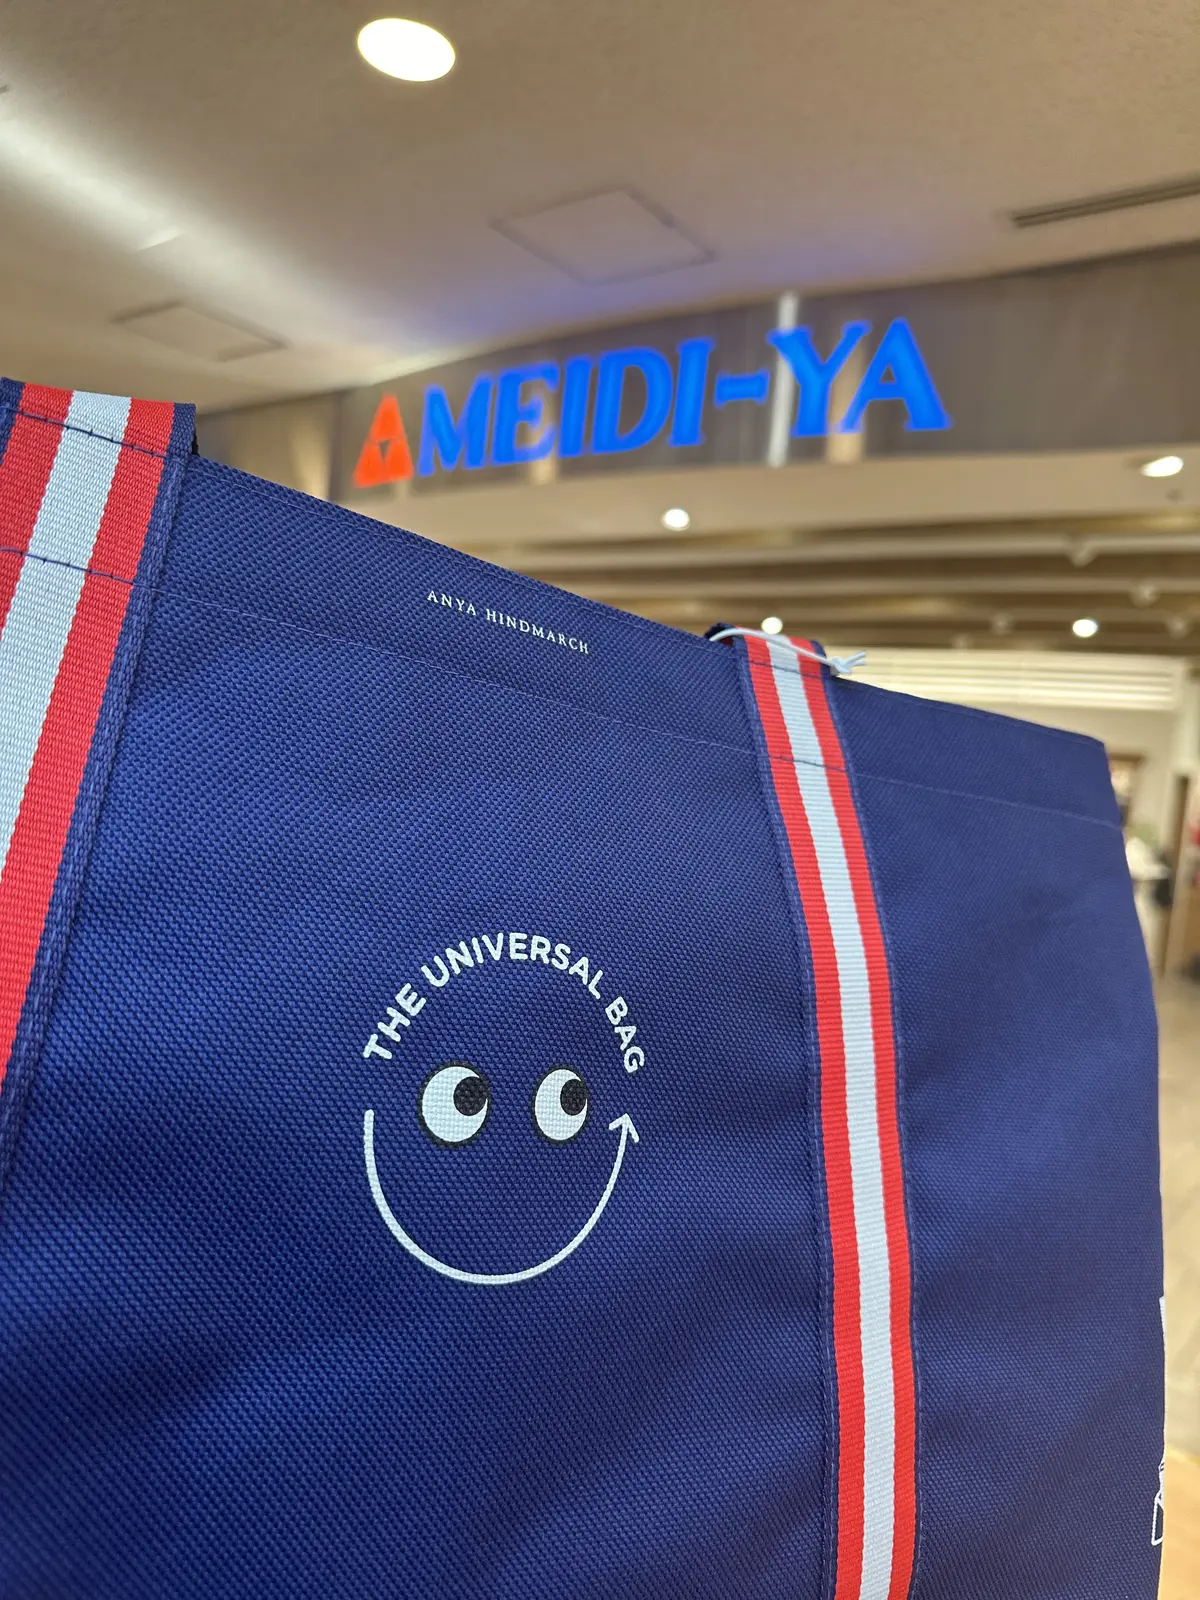 MEIDI-YA
ANYA HINDMARCH
THE UNIVERSAL BAG